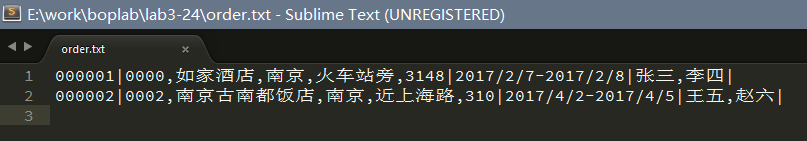 E:\work\boplab\lab3-24\order.txt - Sublime Text (UNREGISTERED)
order.txt ×
1 000001|0000,如家酒店,南京,火车站旁,3148|2017/2/7-2017/2/8|张三,李四|
2 000002|0002,南京古南都饭店,南京,近上海路,310|2017/4/2-2017/4/5|王五,赵六|
3